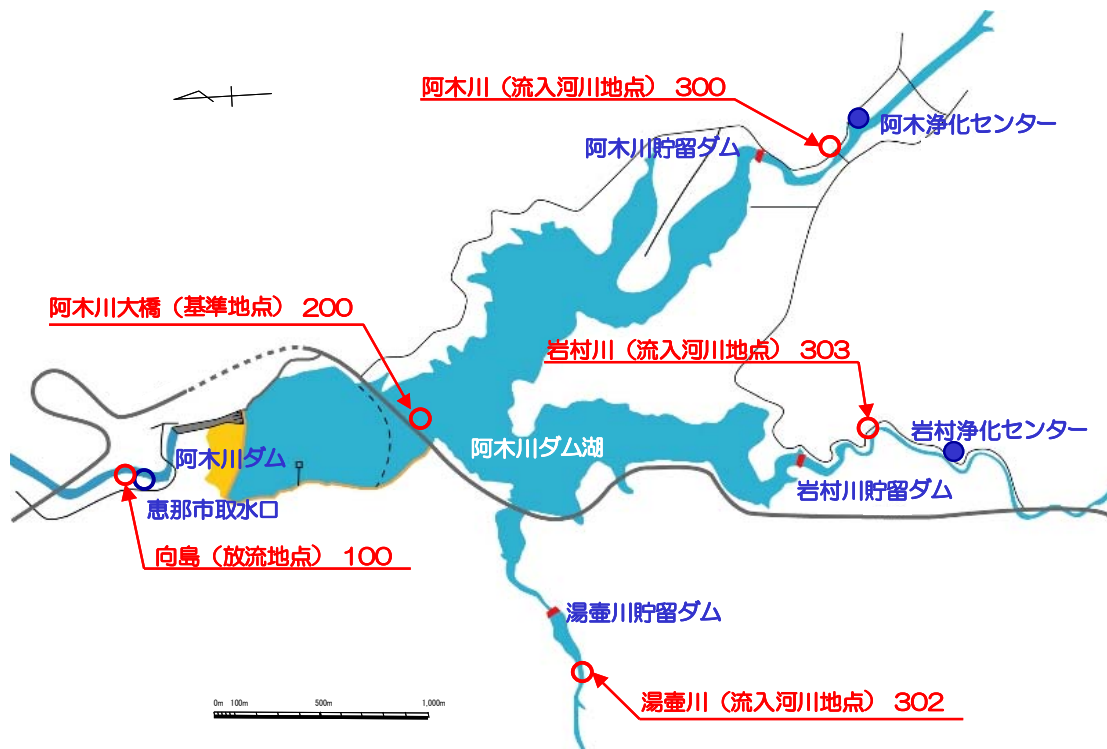 阿木川（流入河川地点） 300
阿木浄化センター
阿木川貯留ダム
阿木川大橋（基準地点） 200
岩村川（流入河川地点） 303
岩村浄化センター
阿木川ダム湖
阿木川ダム
岩村川貯留ダム
恵那市取水口
向島（放流地点） 100
湯壷川貯留ダム
湯壷川（流入河川地点） 302
0m 100m 500m 1,000m